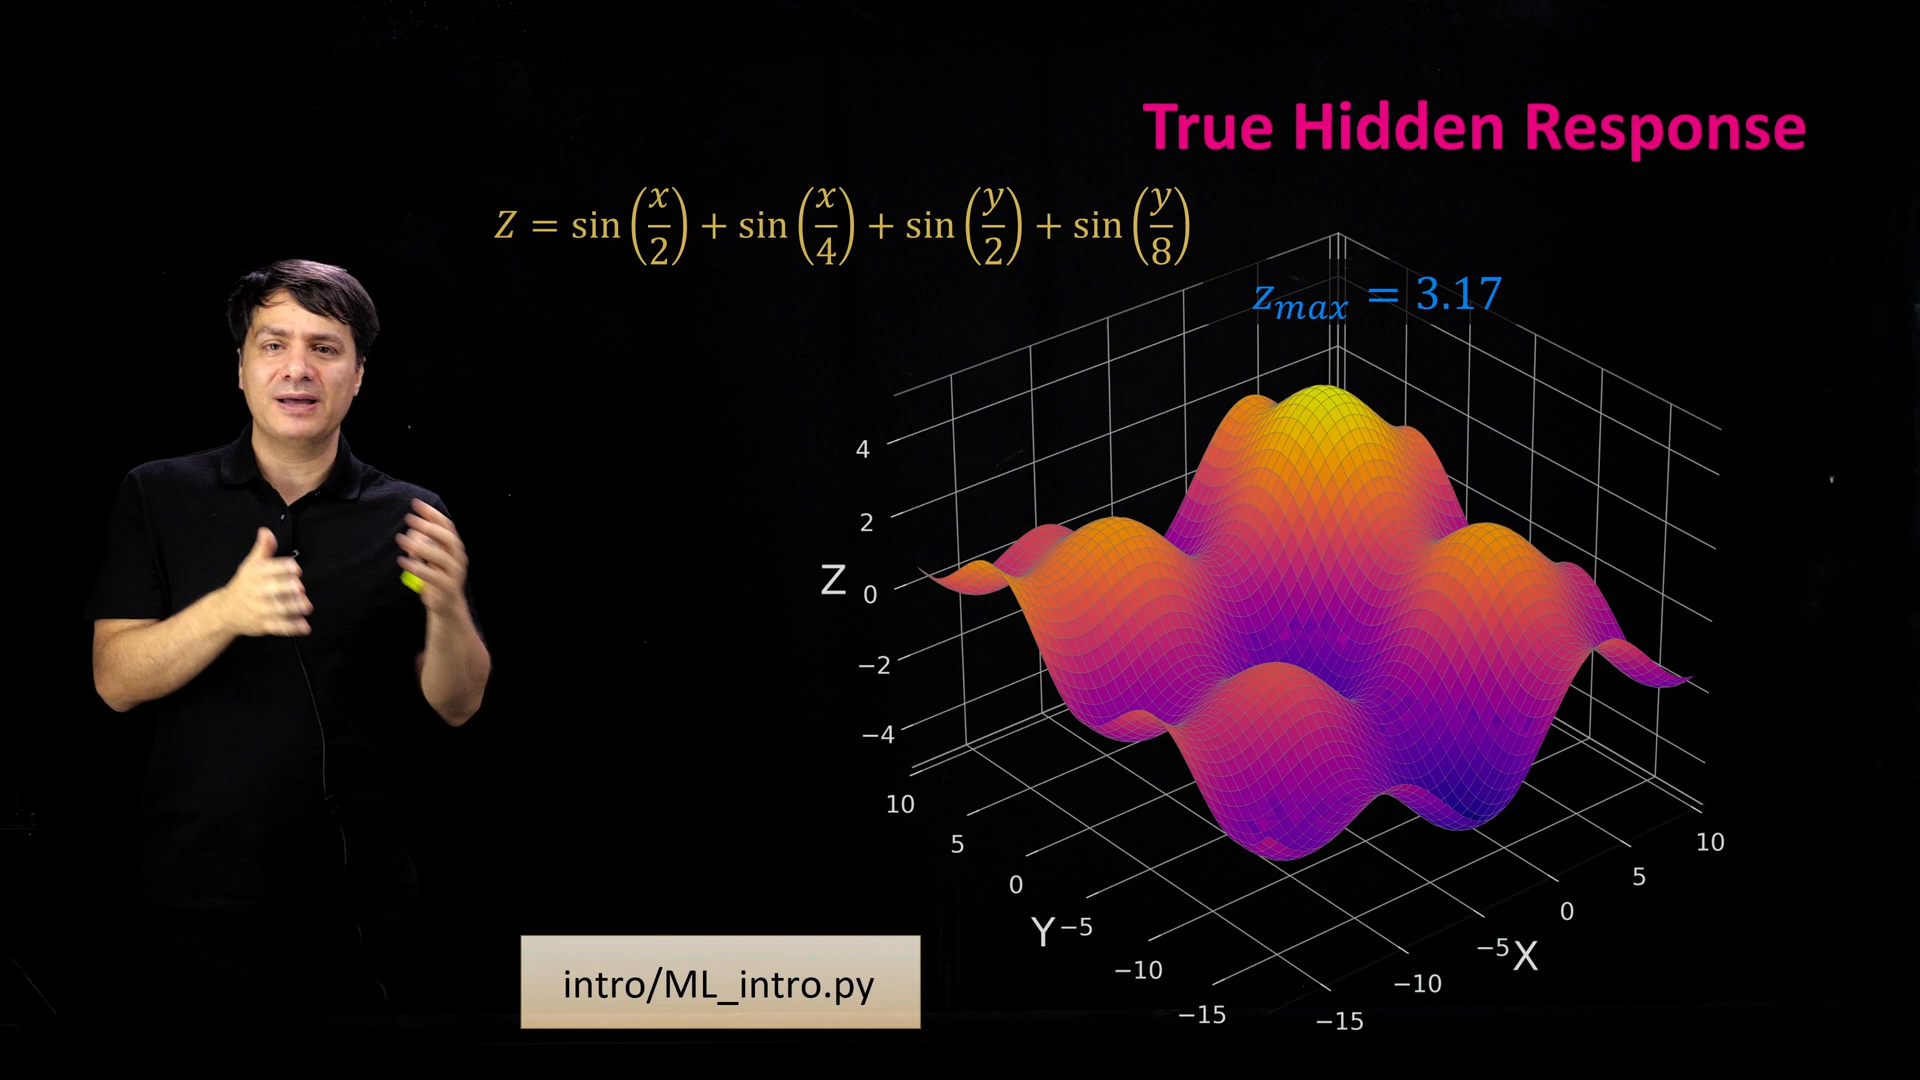 True Hidden Response
Z = sin(x/2) + sin(x/4) + sin(y/2) + sin(y/8)
z_max = 3.17
4
2
Z 0
−2
−4
10
5
0
Y −5
−10
−15
10
5
0
−5 X
−10
−15
intro/ML_intro.py